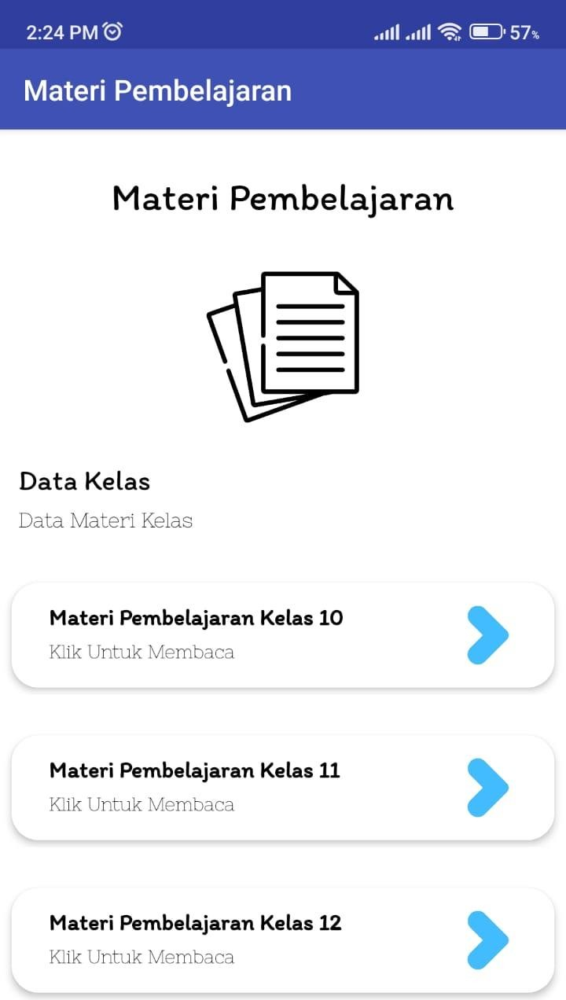 2:24 PM 57%
Materi Pembelajaran
Materi Pembelajaran
Data Kelas
Data Materi Kelas
Materi Pembelajaran Kelas 10
Klik Untuk Membaca
Materi Pembelajaran Kelas 11
Klik Untuk Membaca
Materi Pembelajaran Kelas 12
Klik Untuk Membaca